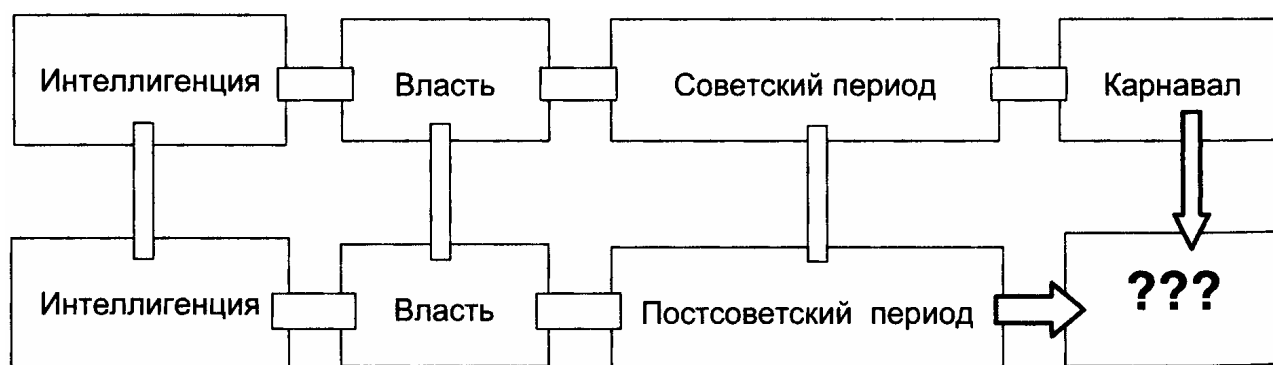 Интеллигенция Власть Советский период Карнавал
Интеллигенция Власть Постсоветский период ???